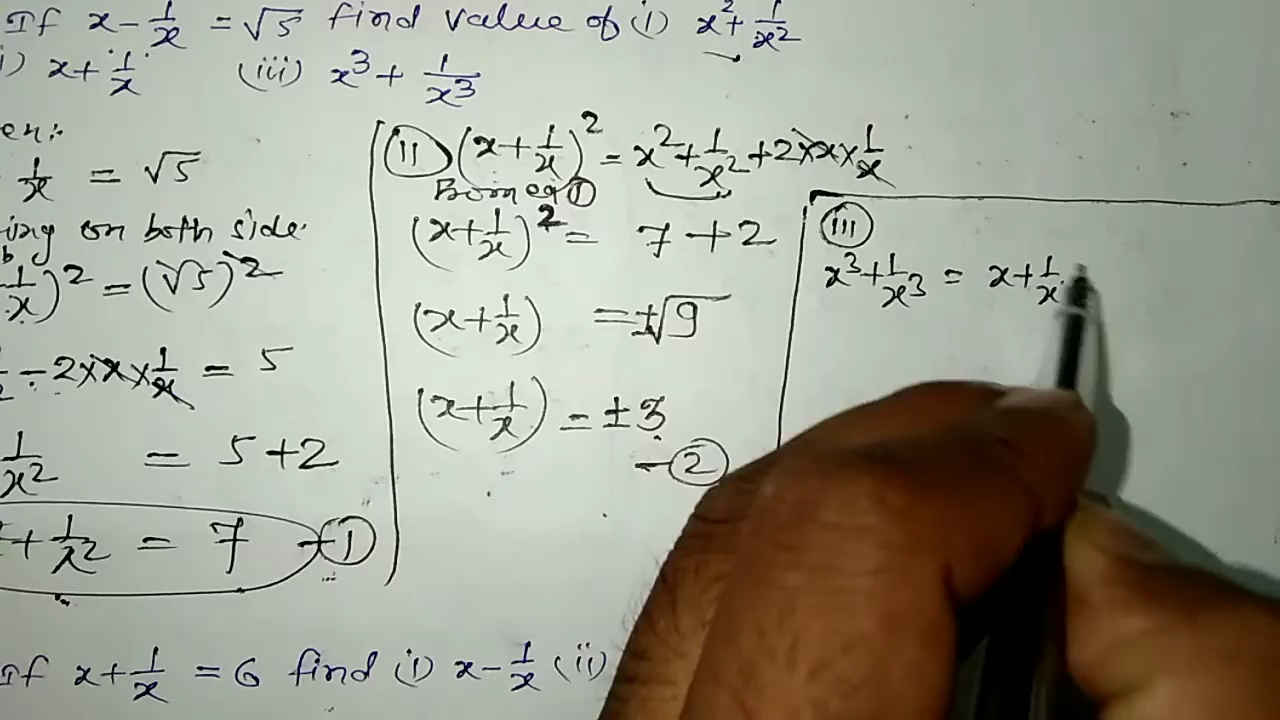 If x - 1/x = √5 find value of (i) x² + 1/x²
i) x + 1/x (iii) x³ + 1/x³
en:
1/x = √5
ing on both side
by
1/x)² = (√5)²
- 2×x×1/x = 5
1/x² = 5+2
+ 1/x² = 7 -①
(II) (x + 1/x)² = x² + 1/x² + 2×x×1/x
From eq ①
(x + 1/x)² = 7+2
(x + 1/x) = ±√9
(x + 1/x) = ±3
-②
(III)
x³ + 1/x³ = x + 1/x
If x + 1/x = 6 find (i) x - 1/x (ii)